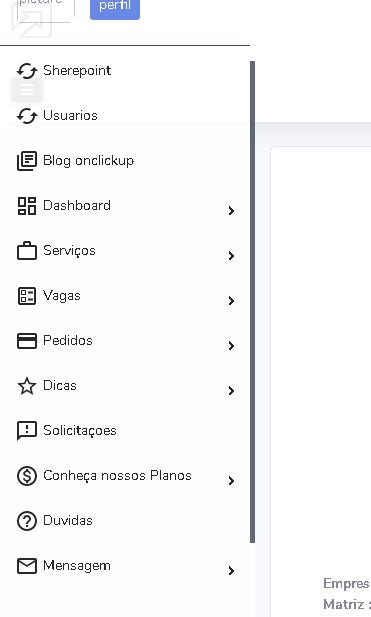 picture
perfil
Sherepoint
Usuarios
Blog onclickup
Dashboard
Serviços
Vagas
Pedidos
Dicas
Solicitaçoes
Conheça nossos Planos
Duvidas
Mensagem
Empres
Matriz :